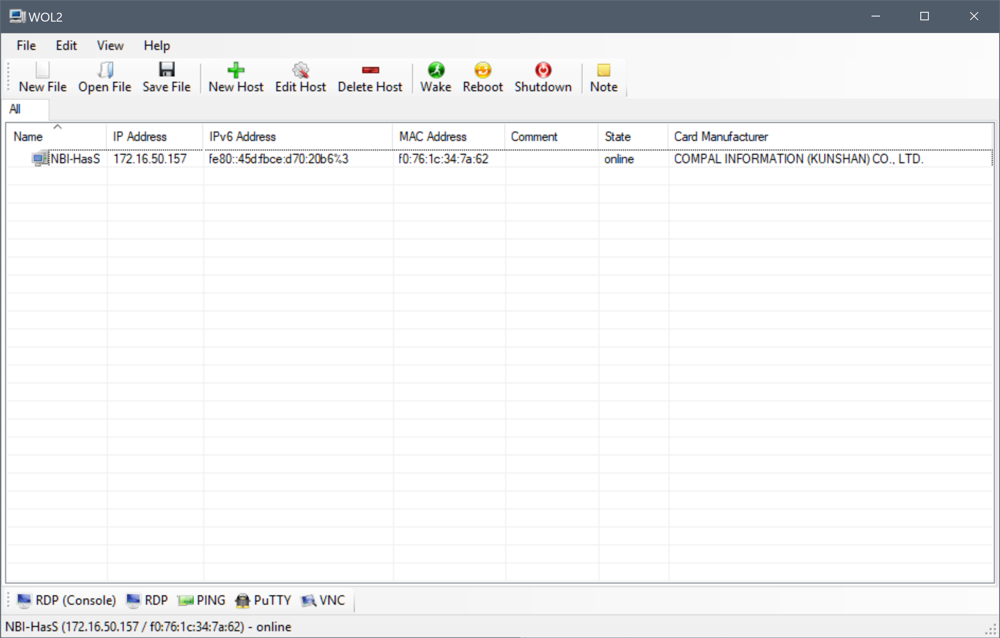 WOL2
File Edit View Help
New File Open File Save File New Host Edit Host Delete Host Wake Reboot Shutdown Note
All
Name IP Address IPv6 Address MAC Address Comment State Card Manufacturer
NBI-HasS 172.16.50.157 fe80::45d:fbce:d70:20b6%3 f0:76:1c:34:7a:62 online COMPAL INFORMATION (KUNSHAN) CO., LTD.
RDP (Console) RDP PING PuTTY VNC
NBI-HasS (172.16.50.157 / f0:76:1c:34:7a:62) - online